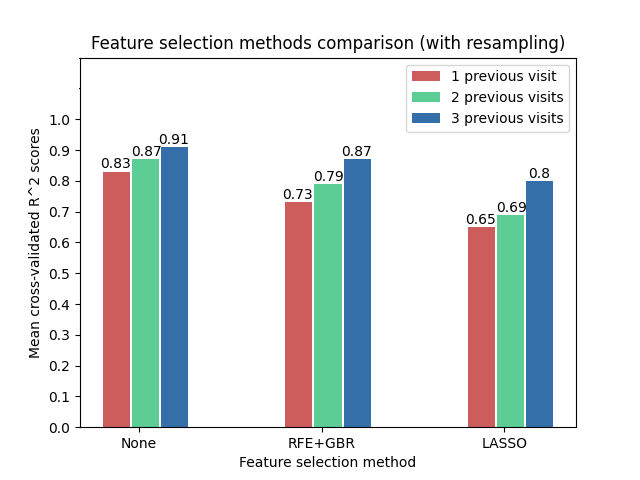 Feature selection methods comparison (with resampling)
1 previous visit
2 previous visits
3 previous visits
Mean cross-validated R^2 scores
1.0
0.9
0.8
0.7
0.6
0.5
0.4
0.3
0.2
0.1
0.0
0.83
0.87
0.91
0.73
0.79
0.87
0.65
0.69
0.8
None
RFE+GBR
LASSO
Feature selection method